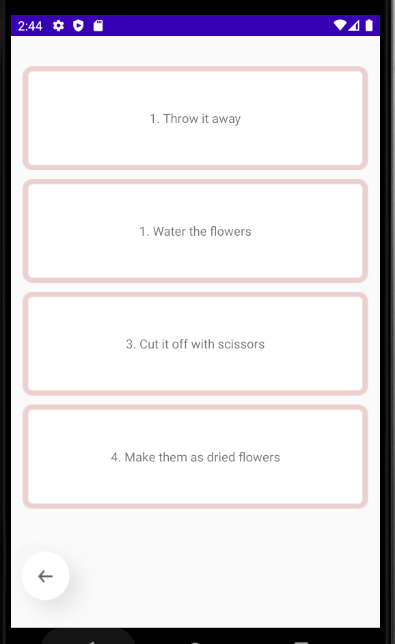 2:44
1. Throw it away
1. Water the flowers
3. Cut it off with scissors
4. Make them as dried flowers